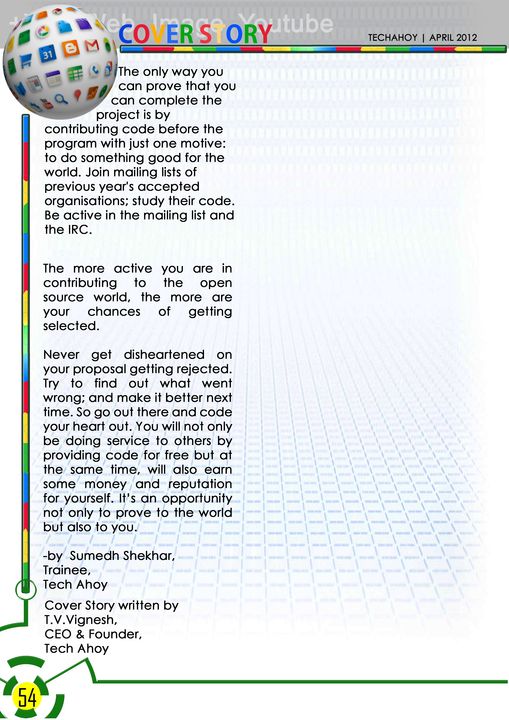 Web Image Youtube
COVER STORY
TECHAHOY | APRIL 2012
31
The only way you
can prove that you
can complete the
project is by
contributing code before the
program with just one motive:
to do something good for the
world. Join mailing lists of
previous year's accepted
organisations; study their code.
Be active in the mailing list and
the IRC.
The more active you are in
contributing to the open
source world, the more are
your chances of getting
selected.
Never get disheartened on
your proposal getting rejected.
Try to find out what went
wrong; and make it better next
time. So go out there and code
your heart out. You will not only
be doing service to others by
providing code for free but at
the same time, will also earn
some money and reputation
for yourself. It's an opportunity
not only to prove to the world
but also to you.
-by Sumedh Shekhar,
Trainee,
Tech Ahoy
Cover Story written by
T.V.Vignesh,
CEO & Founder,
Tech Ahoy
54